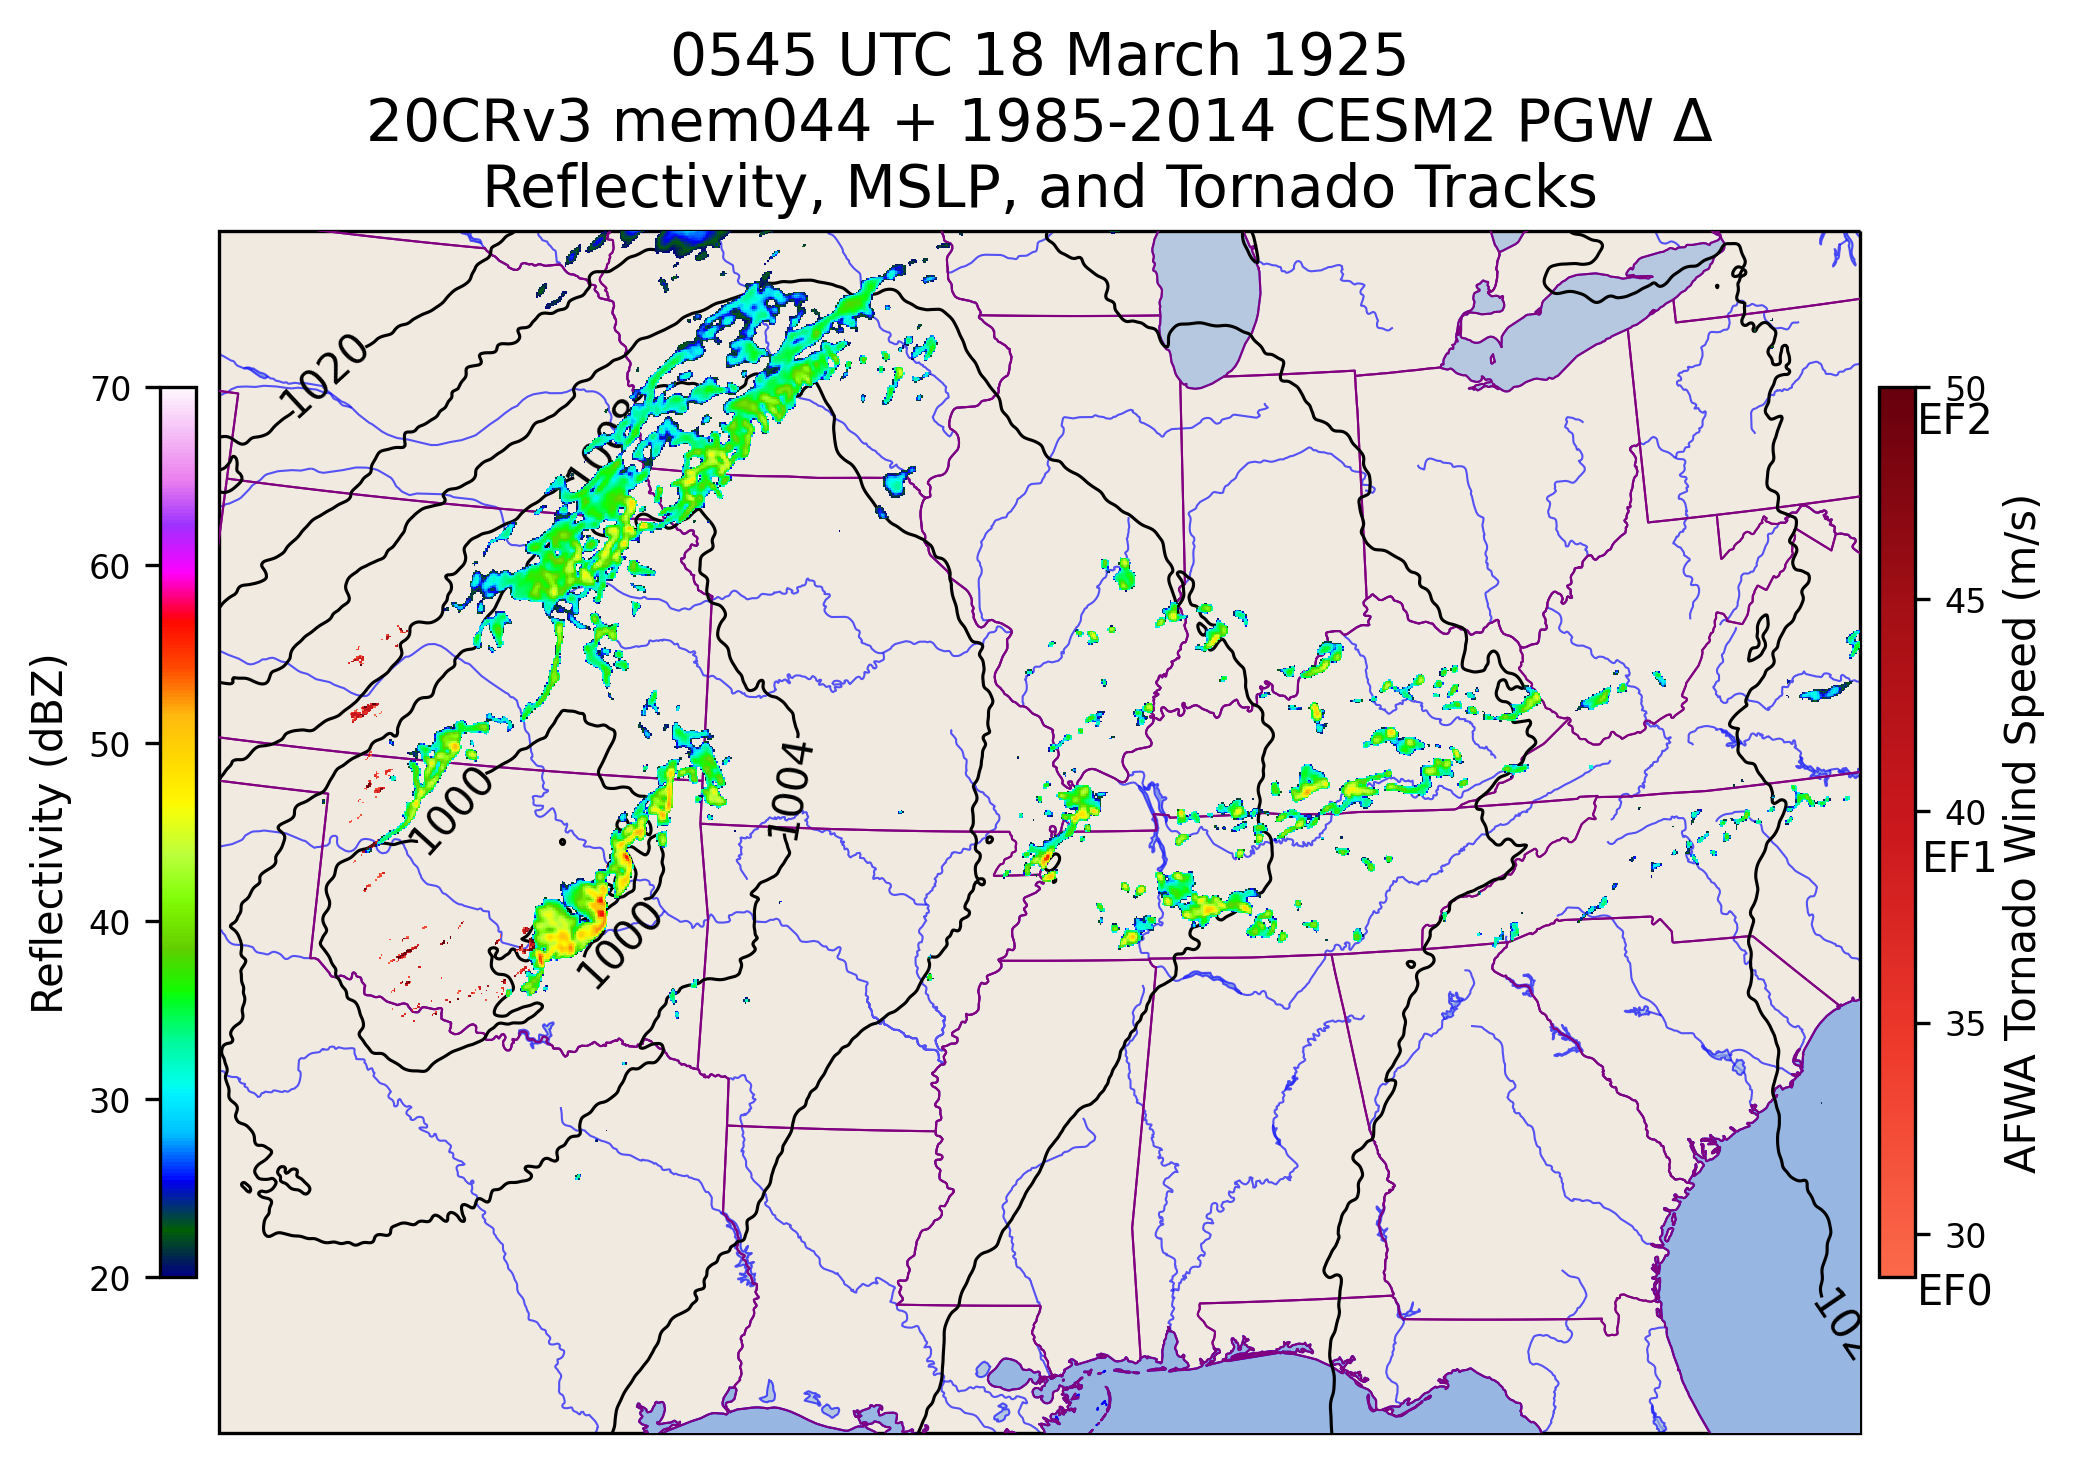 0545 UTC 18 March 1925
20CRv3 mem044 + 1985-2014 CESM2 PGW Δ
Reflectivity, MSLP, and Tornado Tracks
70
60
50
40
30
20
Reflectivity (dBZ)
1020
1004
1000
1000
102
50
EF2
45
40
EF1
35
30
EF0
AFWA Tornado Wind Speed (m/s)